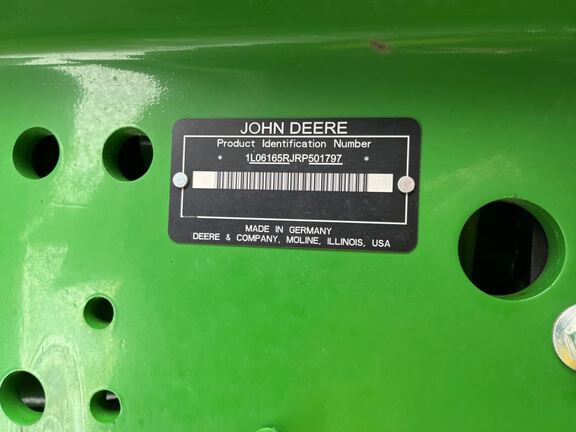 JOHN DEERE
Product Identification Number
* 1L06165RJRP501797 *
MADE IN GERMANY
DEERE & COMPANY, MOLINE, ILLINOIS, USA